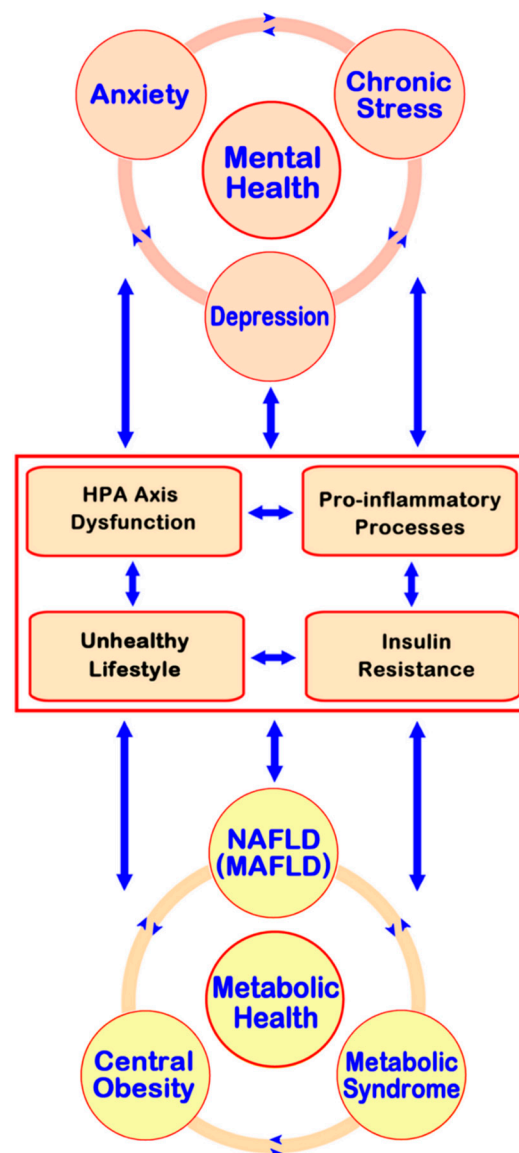 Anxiety
Chronic
Stress
Mental
Health
Depression
HPA Axis
Dysfunction
Pro-inflammatory
Processes
Unhealthy
Lifestyle
Insulin
Resistance
NAFLD
(MAFLD)
Metabolic
Health
Central
Obesity
Metabolic
Syndrome